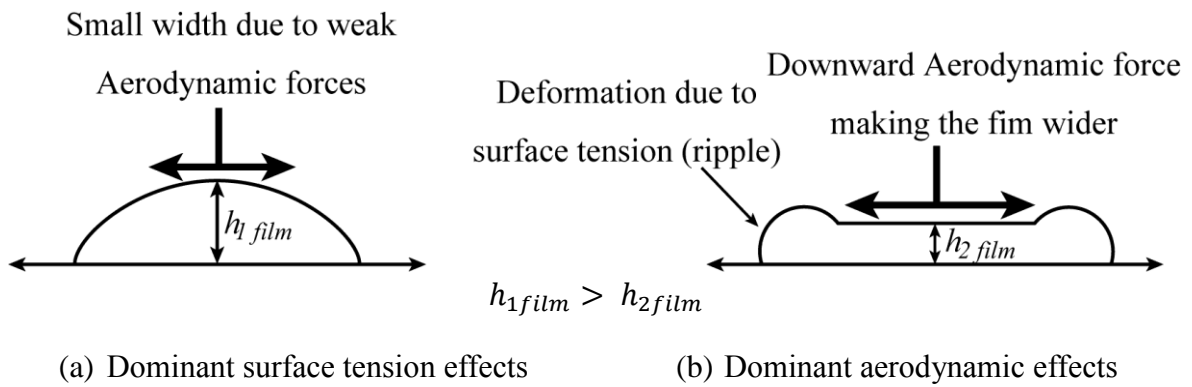 Small width due to weak
Aerodynamic forces
Deformation due to
surface tension (ripple)
Downward Aerodynamic force
making the fim wider
h1 film
h2 film
h1film > h2film
(a) Dominant surface tension effects
(b) Dominant aerodynamic effects